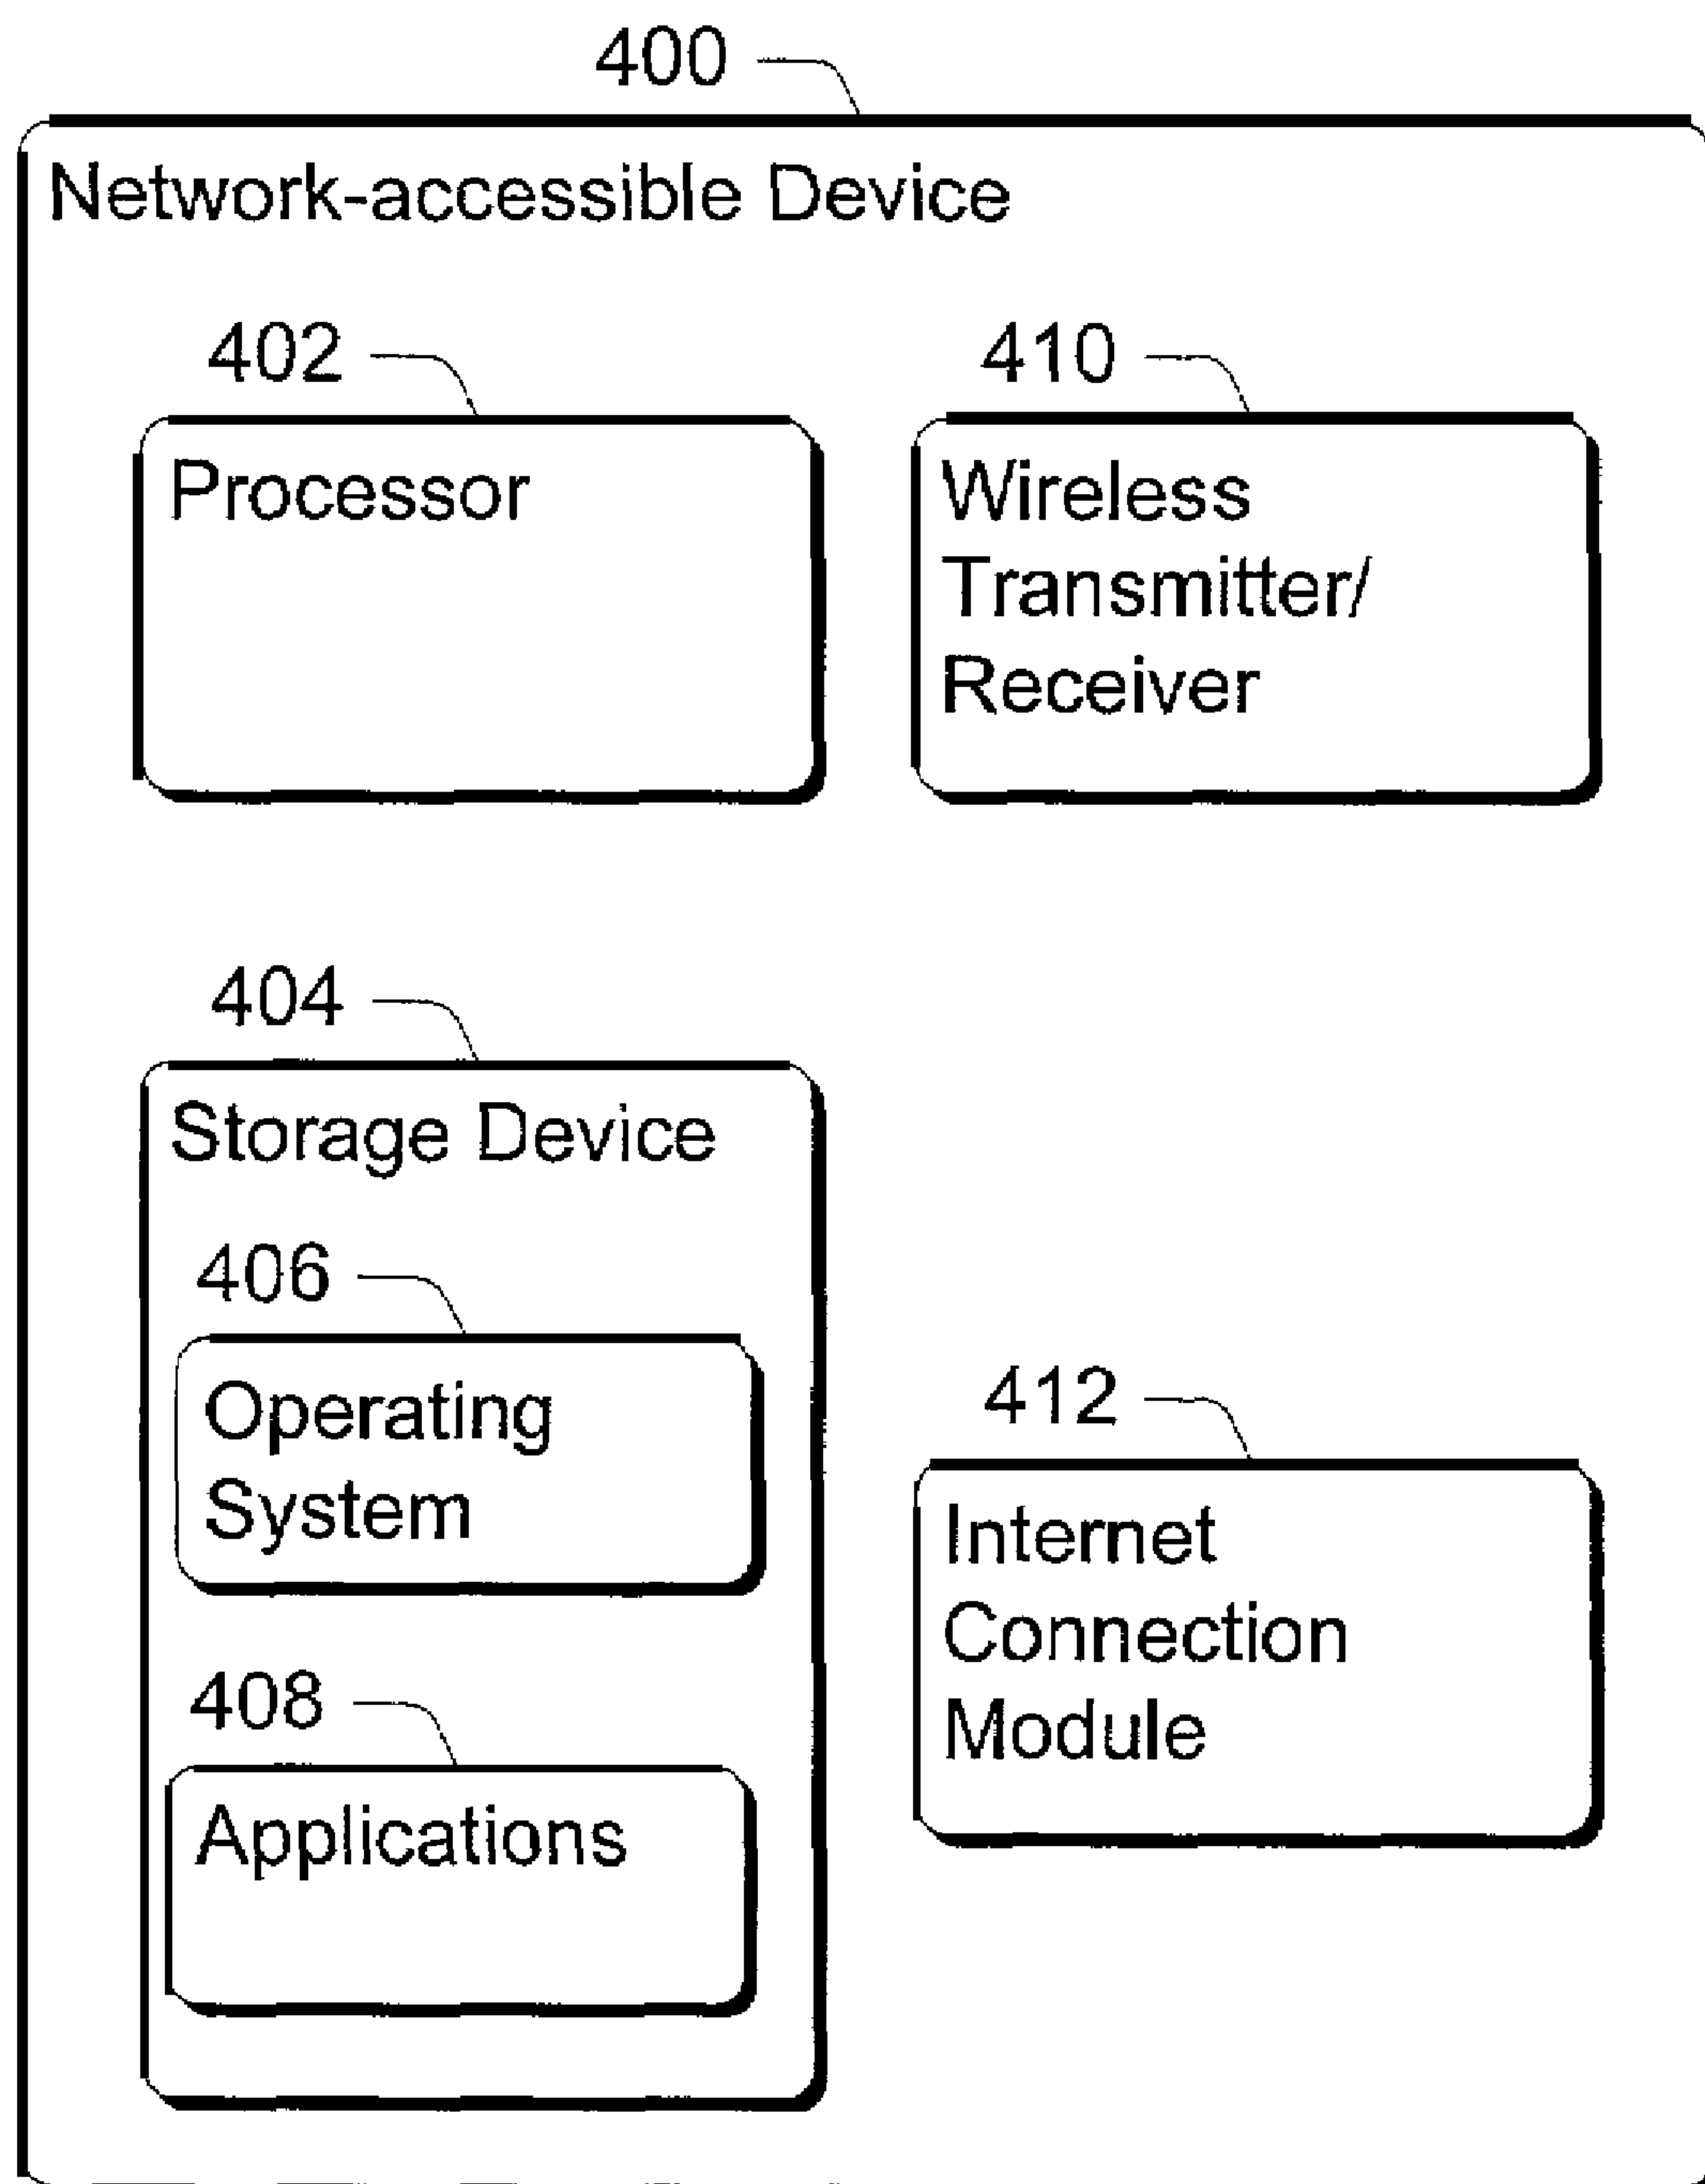 400
Network-accessible Device
402
Processor
410
Wireless
Transmitter/
Receiver
404
Storage Device
406
Operating
System
408
Applications
412
Internet
Connection
Module